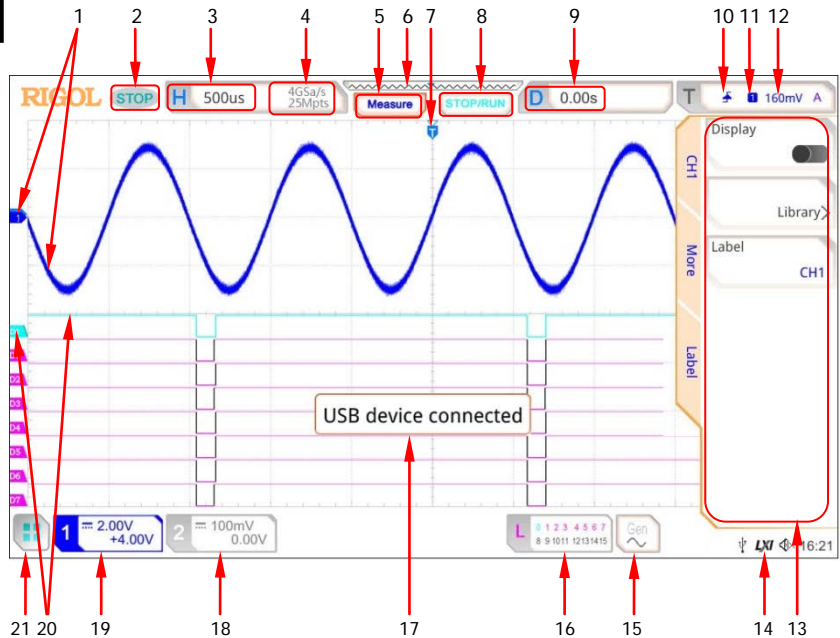 1 2 3 4 5 6 7 8 9 10 11 12
RIGOL STOP H 500us 4GSa/s Measure STOP/RUN D 0.00s T 1 160mV A
25Mpts
T
Display
CH1
Library>
1
More
Label
CH1
Label
D2
D3
D4
D5
D6
D7
USB device connected
1 2.00V 2 100mV L 0 1 2 3 4 5 6 7 Gen
+4.00V 0.00V 8 9 10 11 12 13 14 15
LXI 16:21
21 20 19 18 17 16 15 14 13